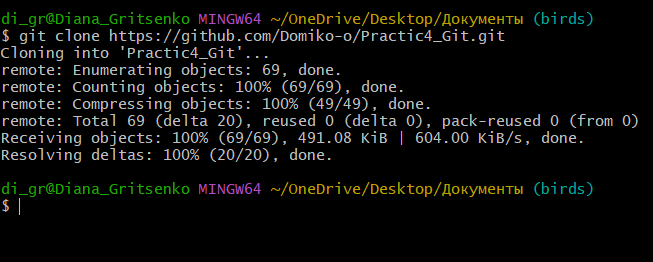 di_gr@Diana_Gritsenko MINGW64 ~/OneDrive/Desktop/Документы (birds)
$ git clone https://github.com/Domiko-o/Practic4_Git.git
Cloning into 'Practic4_Git'...
remote: Enumerating objects: 69, done.
remote: Counting objects: 100% (69/69), done.
remote: Compressing objects: 100% (49/49), done.
remote: Total 69 (delta 20), reused 0 (delta 0), pack-reused 0 (from 0)
Receiving objects: 100% (69/69), 491.08 KiB | 604.00 KiB/s, done.
Resolving deltas: 100% (20/20), done.
di_gr@Diana_Gritsenko MINGW64 ~/OneDrive/Desktop/Документы (birds)
$